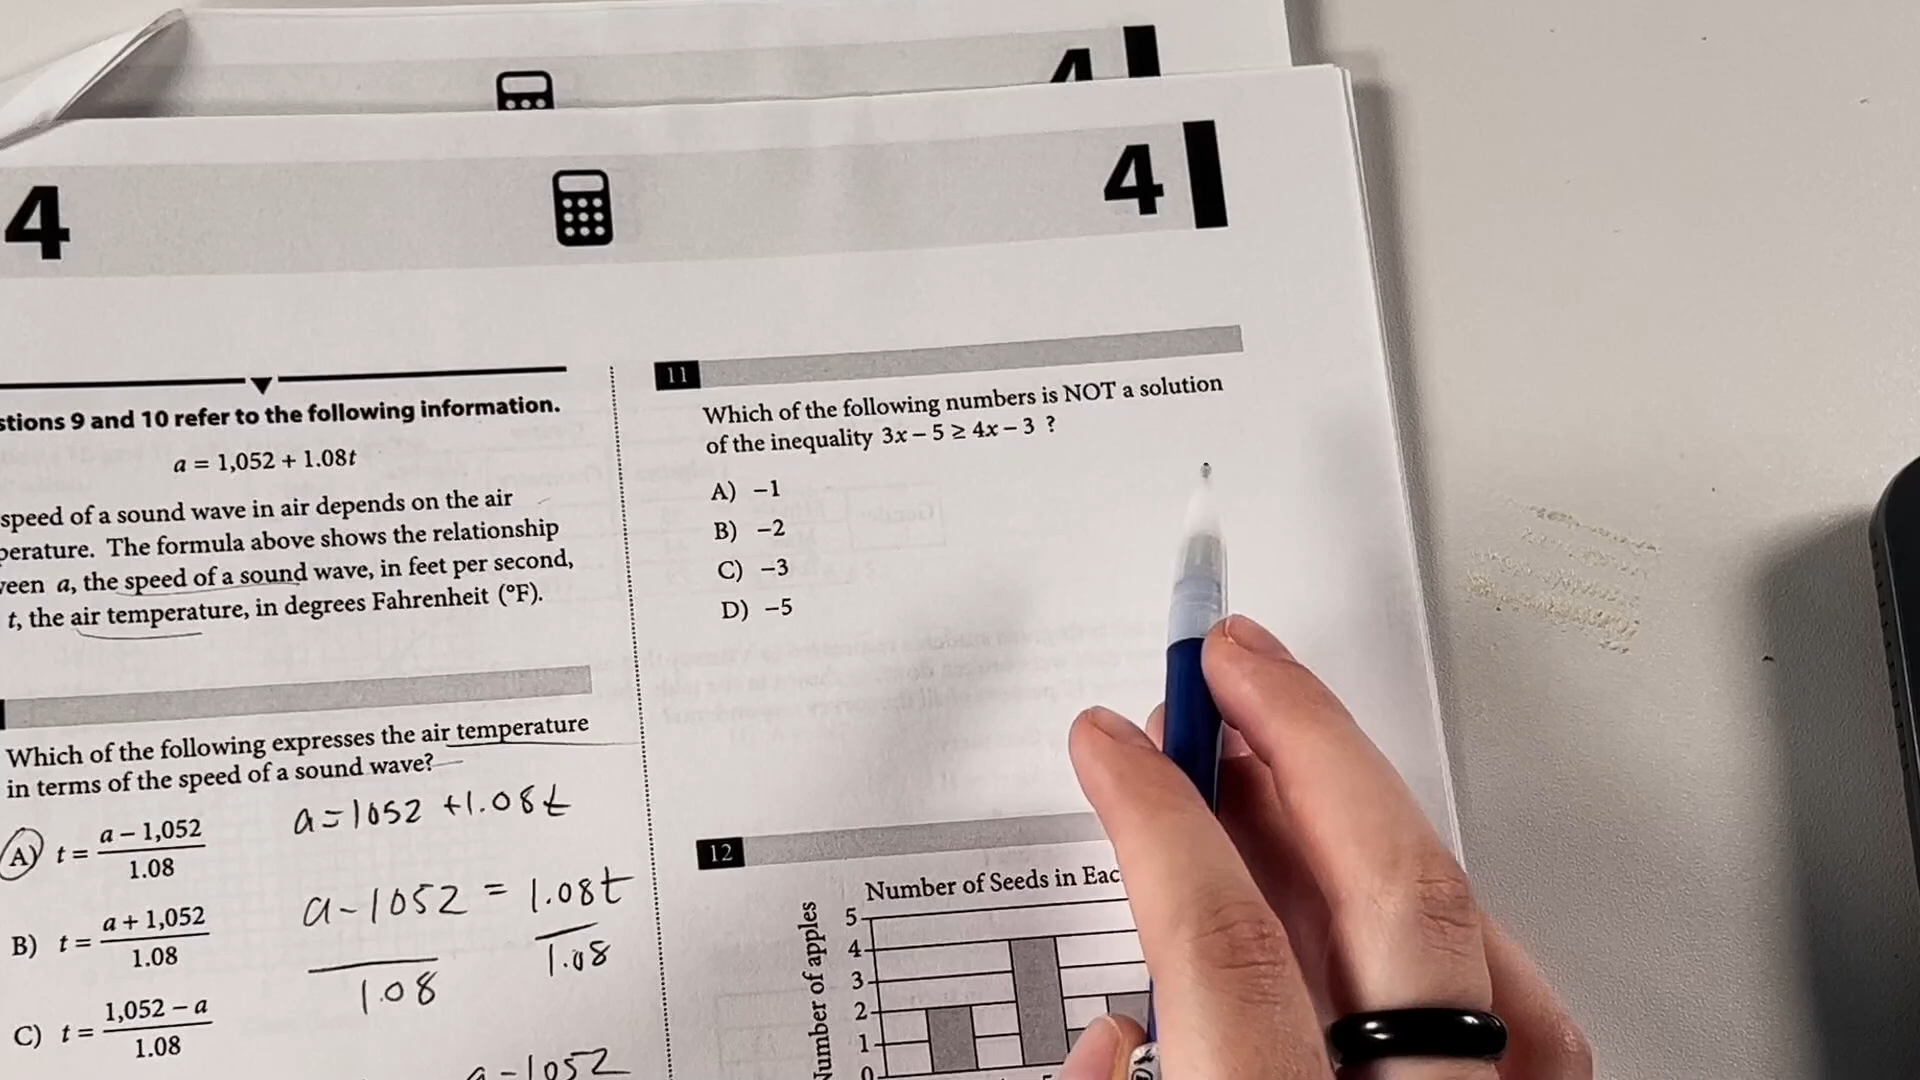 4
4
4
stions 9 and 10 refer to the following information.
a = 1,052 + 1.08t
speed of a sound wave in air depends on the air
perature. The formula above shows the relationship
veen a, the speed of a sound wave, in feet per second,
t, the air temperature, in degrees Fahrenheit (°F).
Which of the following expresses the air temperature
in terms of the speed of a sound wave?
a=1052 +1.08t
A) t = a − 1,052 / 1.08
a-1052 = 1.08t
1.08 1.08
B) t = a + 1,052 / 1.08
C) t = 1,052 − a / 1.08
a-1052
11
Which of the following numbers is NOT a solution
of the inequality 3x − 5 ≥ 4x − 3 ?
A) −1
B) −2
C) −3
D) −5
12
Number of Seeds in Eac
Number of apples
5
4
3
2
1
0